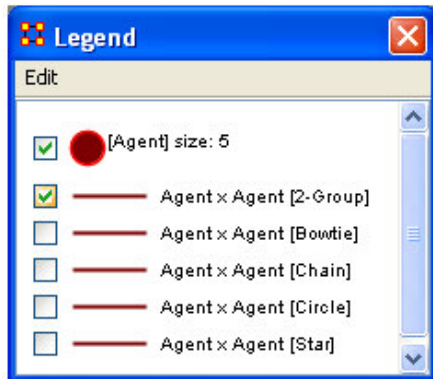 Legend
Edit
[Agent] size: 5
Agent x Agent [2-Group]
Agent x Agent [Bowtie]
Agent x Agent [Chain]
Agent x Agent [Circle]
Agent x Agent [Star]